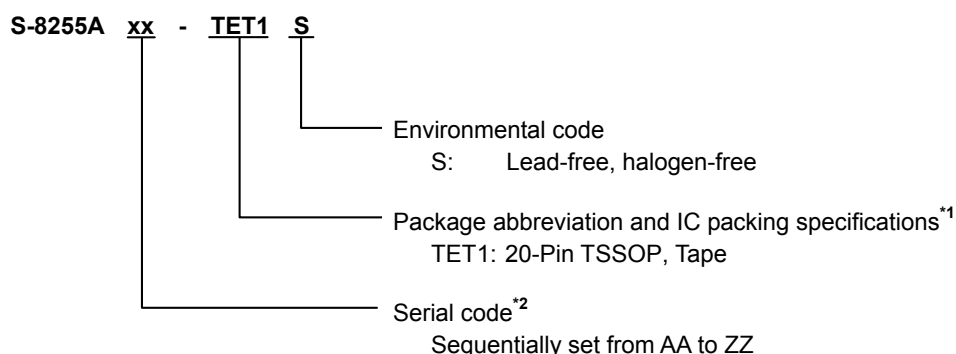 S-8255A xx - TET1 S
Environmental code
S: Lead-free, halogen-free
Package abbreviation and IC packing specifications*1
TET1: 20-Pin TSSOP, Tape
Serial code*2
Sequentially set from AA to ZZ